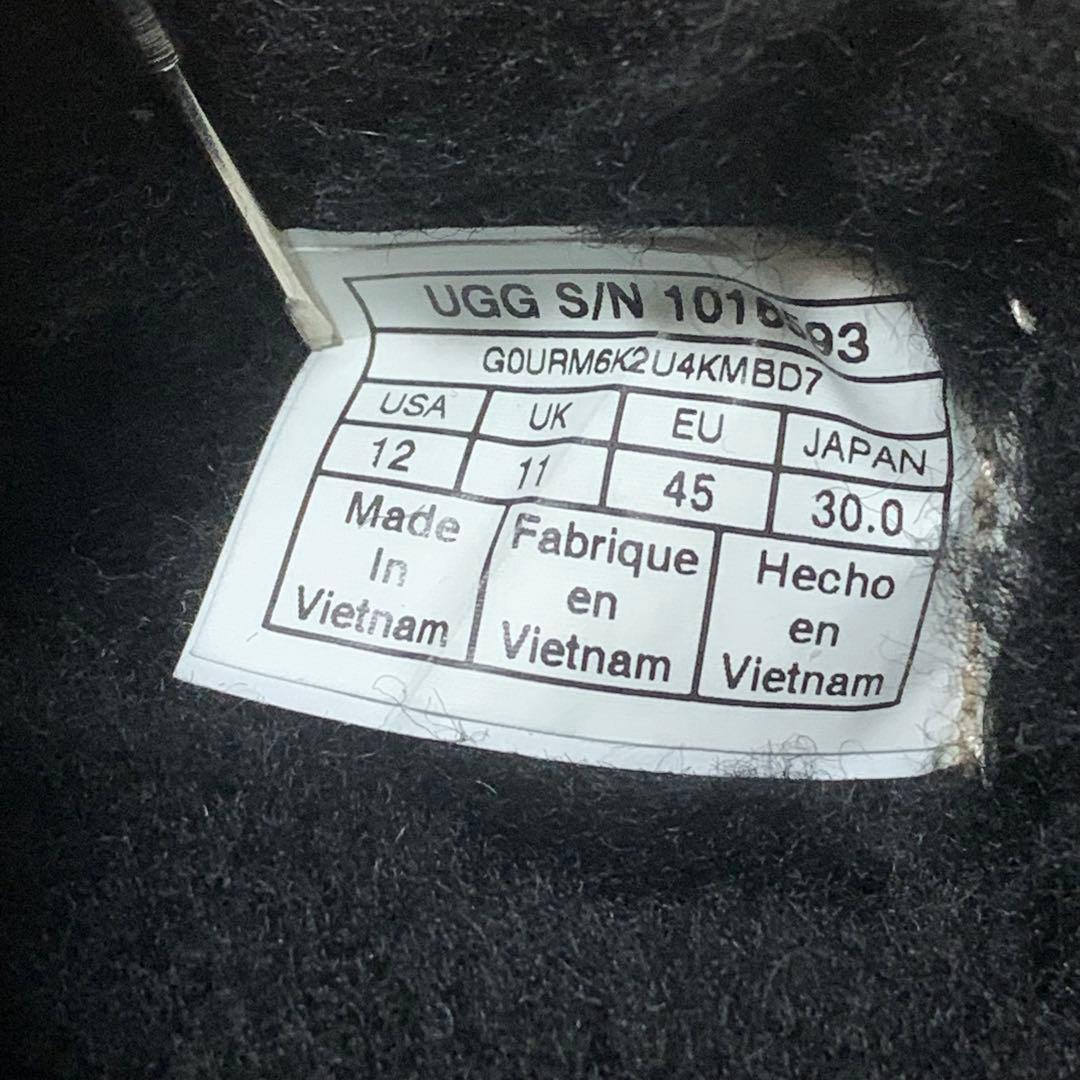 UGG S/N
G0URM6K2U4KMBD7
USA UK EU JAPAN
12 11 45 30.0
Made In Vietnam
Fabrique en Vietnam
Hecho en Vietnam